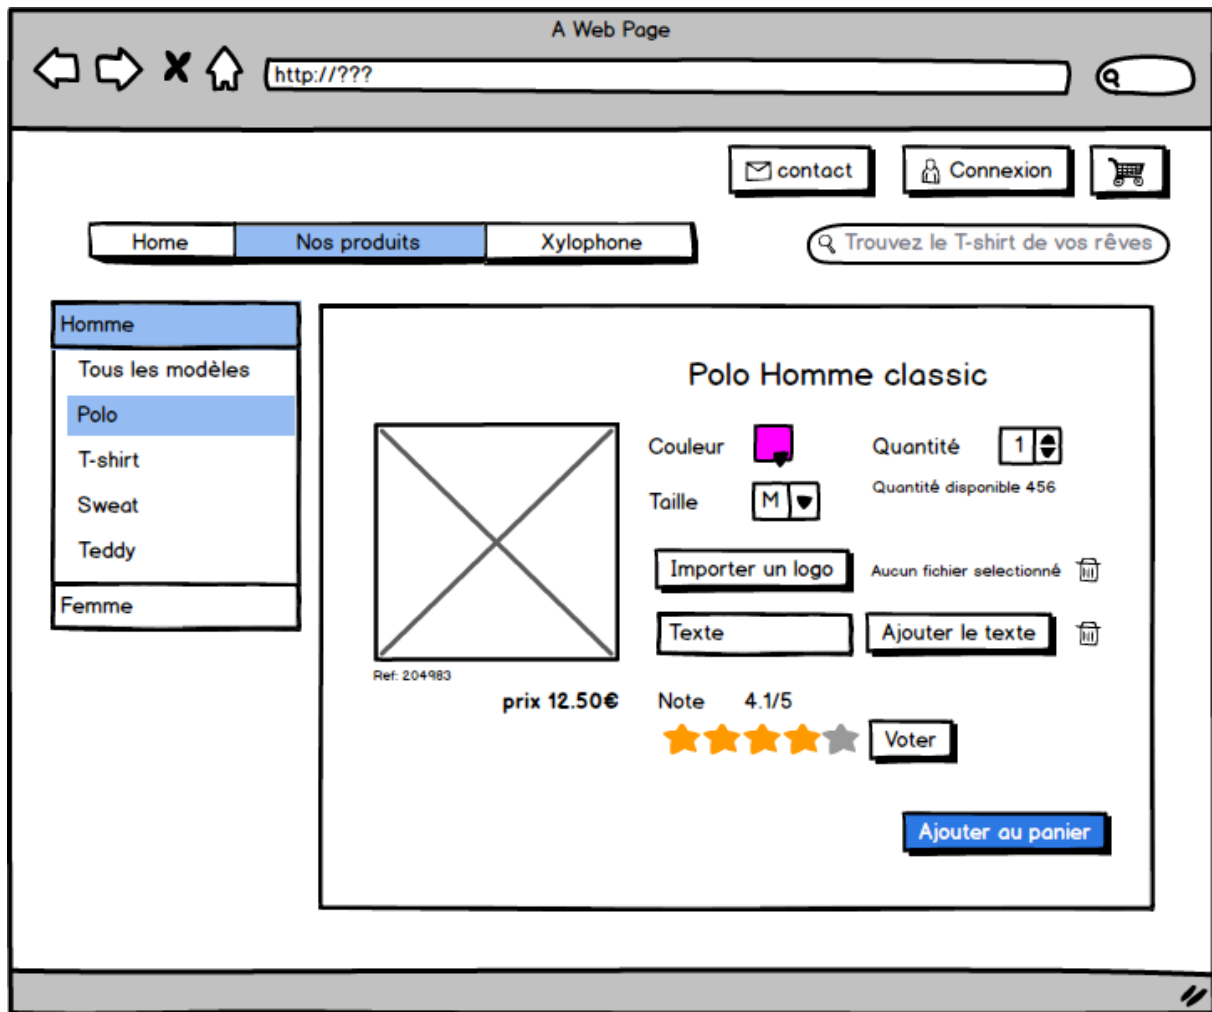 A Web Page
http://???
contact
Connexion
Home
Nos produits
Xylophone
Trouvez le T-shirt de vos rêves
Homme
Tous les modèles
Polo
T-shirt
Sweat
Teddy
Femme
Polo Homme classic
Couleur
Quantité
1
Taille
M
Quantité disponible 456
Importer un logo
Aucun fichier selectionné
Texte
Ajouter le texte
Ref: 204983
prix 12.50€
Note
4.1/5
Voter
Ajouter au panier